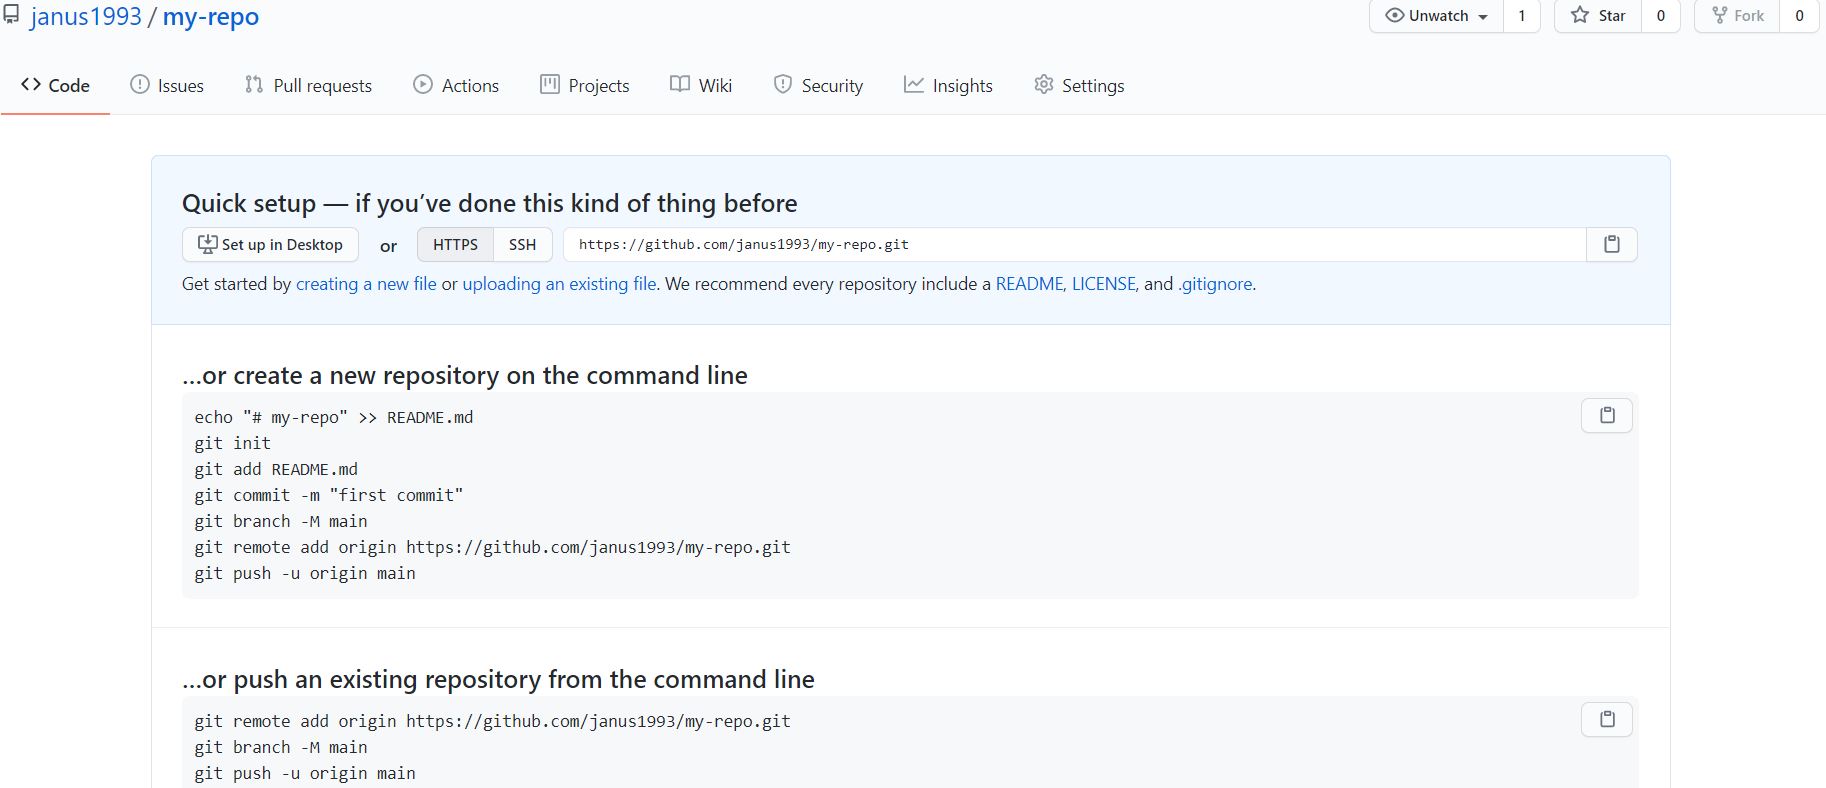 janus1993 / my-repo
Unwatch 1 Star 0 Fork 0
Code Issues Pull requests Actions Projects Wiki Security Insights Settings
Quick setup — if you’ve done this kind of thing before
Set up in Desktop or HTTPS SSH https://github.com/janus1993/my-repo.git
Get started by creating a new file or uploading an existing file. We recommend every repository include a README, LICENSE, and .gitignore.
…or create a new repository on the command line
echo "# my-repo" >> README.md
git init
git add README.md
git commit -m "first commit"
git branch -M main
git remote add origin https://github.com/janus1993/my-repo.git
git push -u origin main
…or push an existing repository from the command line
git remote add origin https://github.com/janus1993/my-repo.git
git branch -M main
git push -u origin main